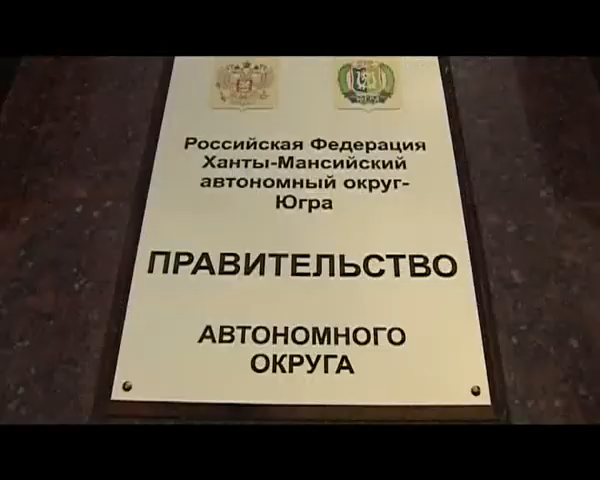 Российская Федерация
Ханты-Мансийский
автономный округ-
Югра
ПРАВИТЕЛЬСТВО
АВТОНОМНОГО
ОКРУГА